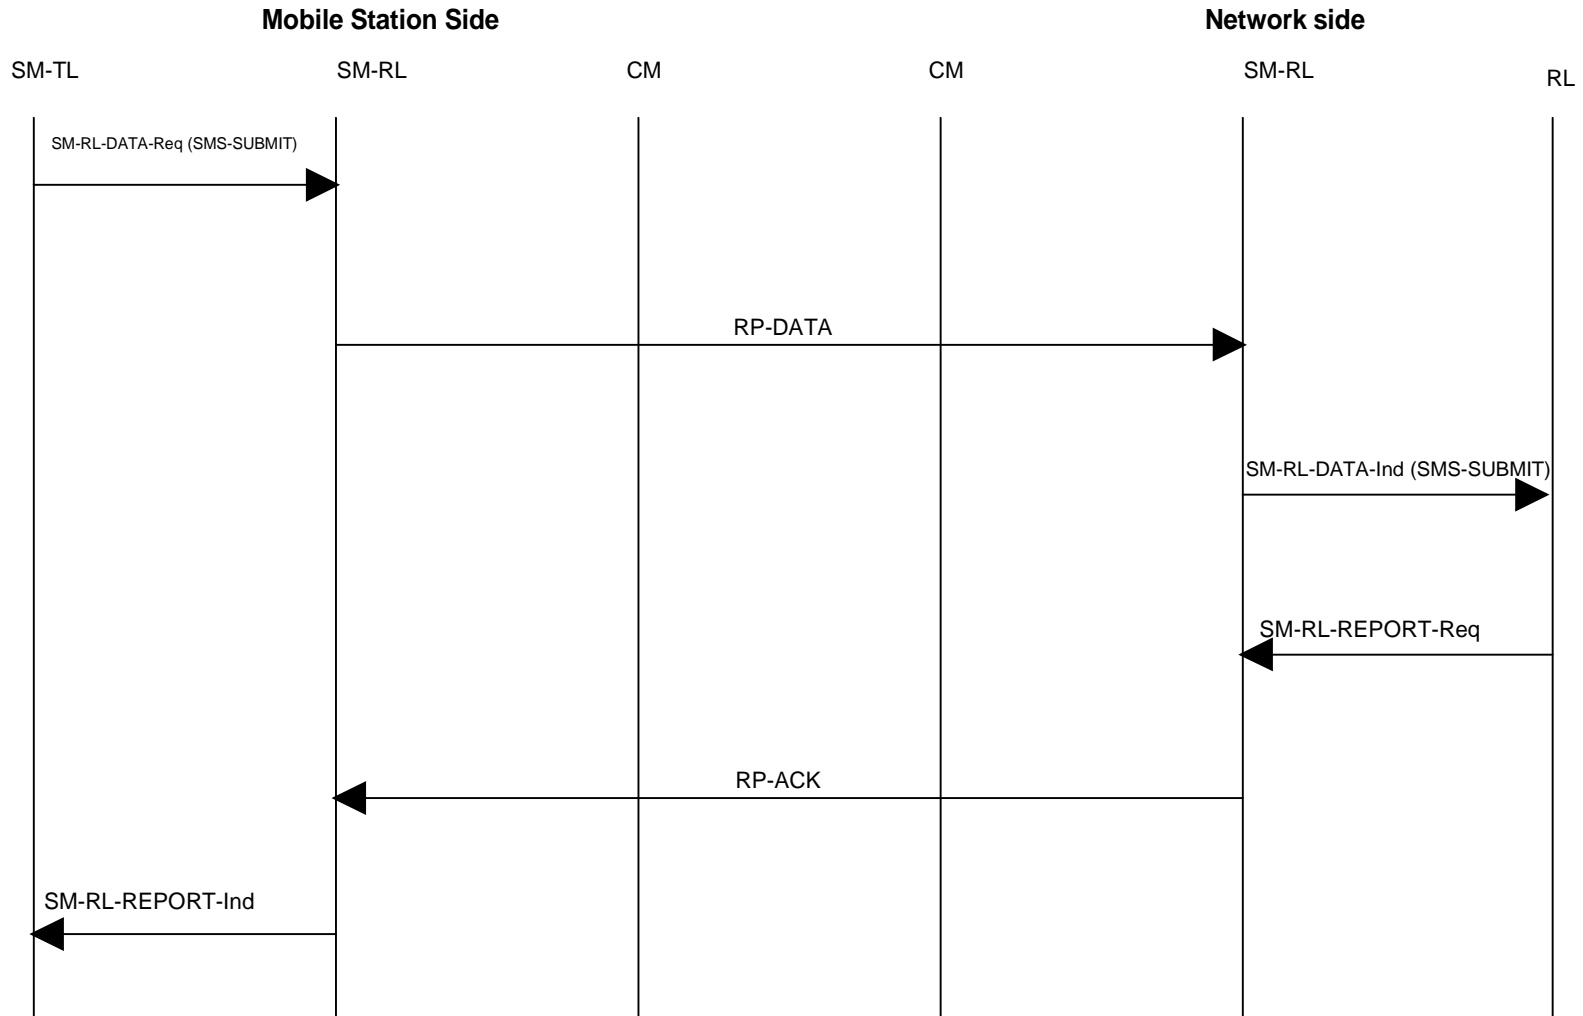 Mobile Station Side
Network side
SM-TL
SM-RL
CM
CM
SM-RL
RL
SM-RL-DATA-Req (SMS-SUBMIT)
RP-DATA
SM-RL-DATA-Ind (SMS-SUBMIT)
SM-RL-REPORT-Req
RP-ACK
SM-RL-REPORT-Ind